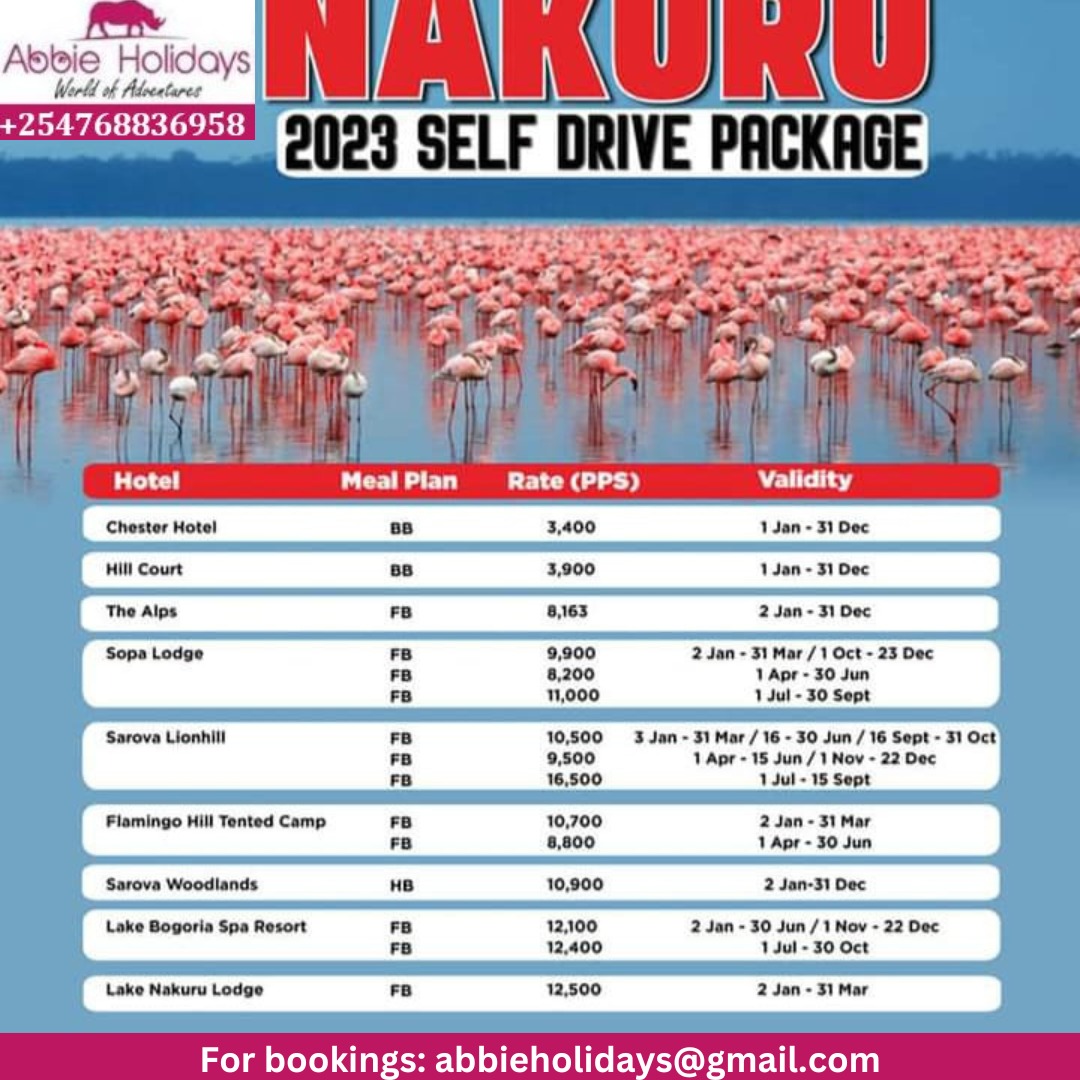 NAKURU
Abbie Holidays
World of Adventures
+254768836958
2023 SELF DRIVE PACKAGE
Hotel Meal Plan Rate (PPS) Validity
Chester Hotel BB 3,400 1 Jan - 31 Dec
Hill Court BB 3,900 1 Jan - 31 Dec
The Alps FB 8,163 2 Jan - 31 Dec
Sopa Lodge FB 9,900 2 Jan - 31 Mar / 1 Oct - 23 Dec
FB 8,200 1 Apr - 30 Jun
FB 11,000 1 Jul - 30 Sept
Sarova Lionhill FB 10,500 3 Jan - 31 Mar / 16 - 30 Jun / 16 Sept - 31 Oct
FB 9,500 1 Apr - 15 Jun / 1 Nov - 22 Dec
FB 16,500 1 Jul - 15 Sept
Flamingo Hill Tented Camp FB 10,700 2 Jan - 31 Mar
FB 8,800 1 Apr - 30 Jun
Sarova Woodlands HB 10,900 2 Jan-31 Dec
Lake Bogoria Spa Resort FB 12,100 2 Jan - 30 Jun / 1 Nov - 22 Dec
FB 12,400 1 Jul - 30 Oct
Lake Nakuru Lodge FB 12,500 2 Jan - 31 Mar
For bookings: abbieholidays@gmail.com